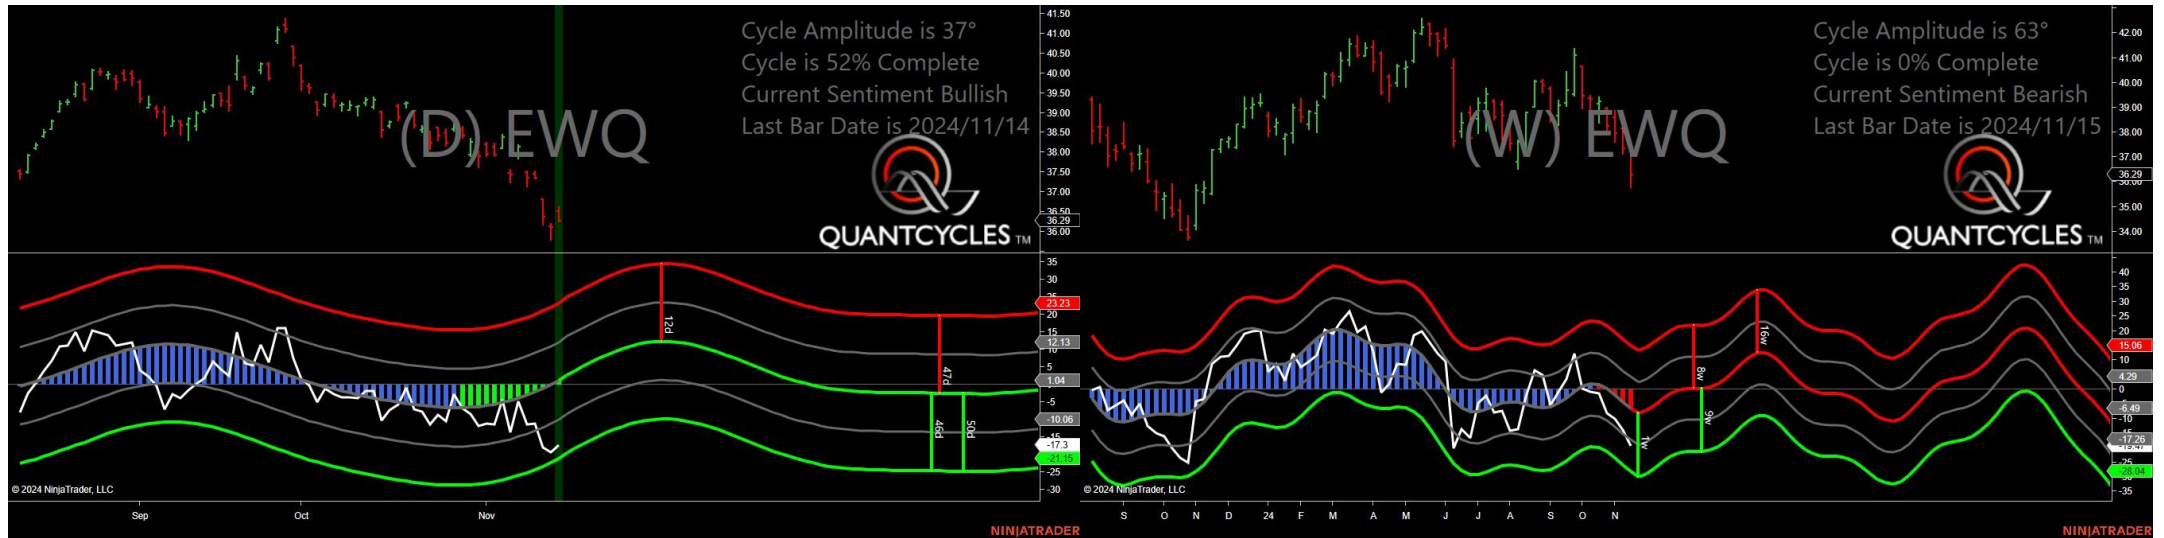 Cycle Amplitude is 37°
Cycle is 52% Complete
Current Sentiment Bullish
Last Bar Date is 2024/11/14
(D) EWQ
QUANTCYCLES TM
41.50
41.00
40.50
40.00
39.50
39.00
38.50
38.00
37.50
37.00
36.50
36.29
36.00
35
30
23.23
20
15
12.13
10
5
1.04
-5
-10.06
-17.3
-21.15
-25
-30
12d
47d
46d
50d
© 2024 NinjaTrader, LLC
Sep
Oct
Nov
NINJATRADER
Cycle Amplitude is 63°
Cycle is 0% Complete
Current Sentiment Bearish
Last Bar Date is 2024/11/15
(W) EWQ
QUANTCYCLES TM
42.00
41.00
40.00
39.00
38.00
37.00
36.29
36.00
35.00
34.00
40
35
30
25
20
15.06
10
4.29
0
-6.49
-10
-17.26
-25
-28.04
-35
16w
8w
9w
1w
© 2024 NinjaTrader, LLC
S
O
N
D
24
F
M
A
M
J
J
A
S
O
N
NINJATRADER